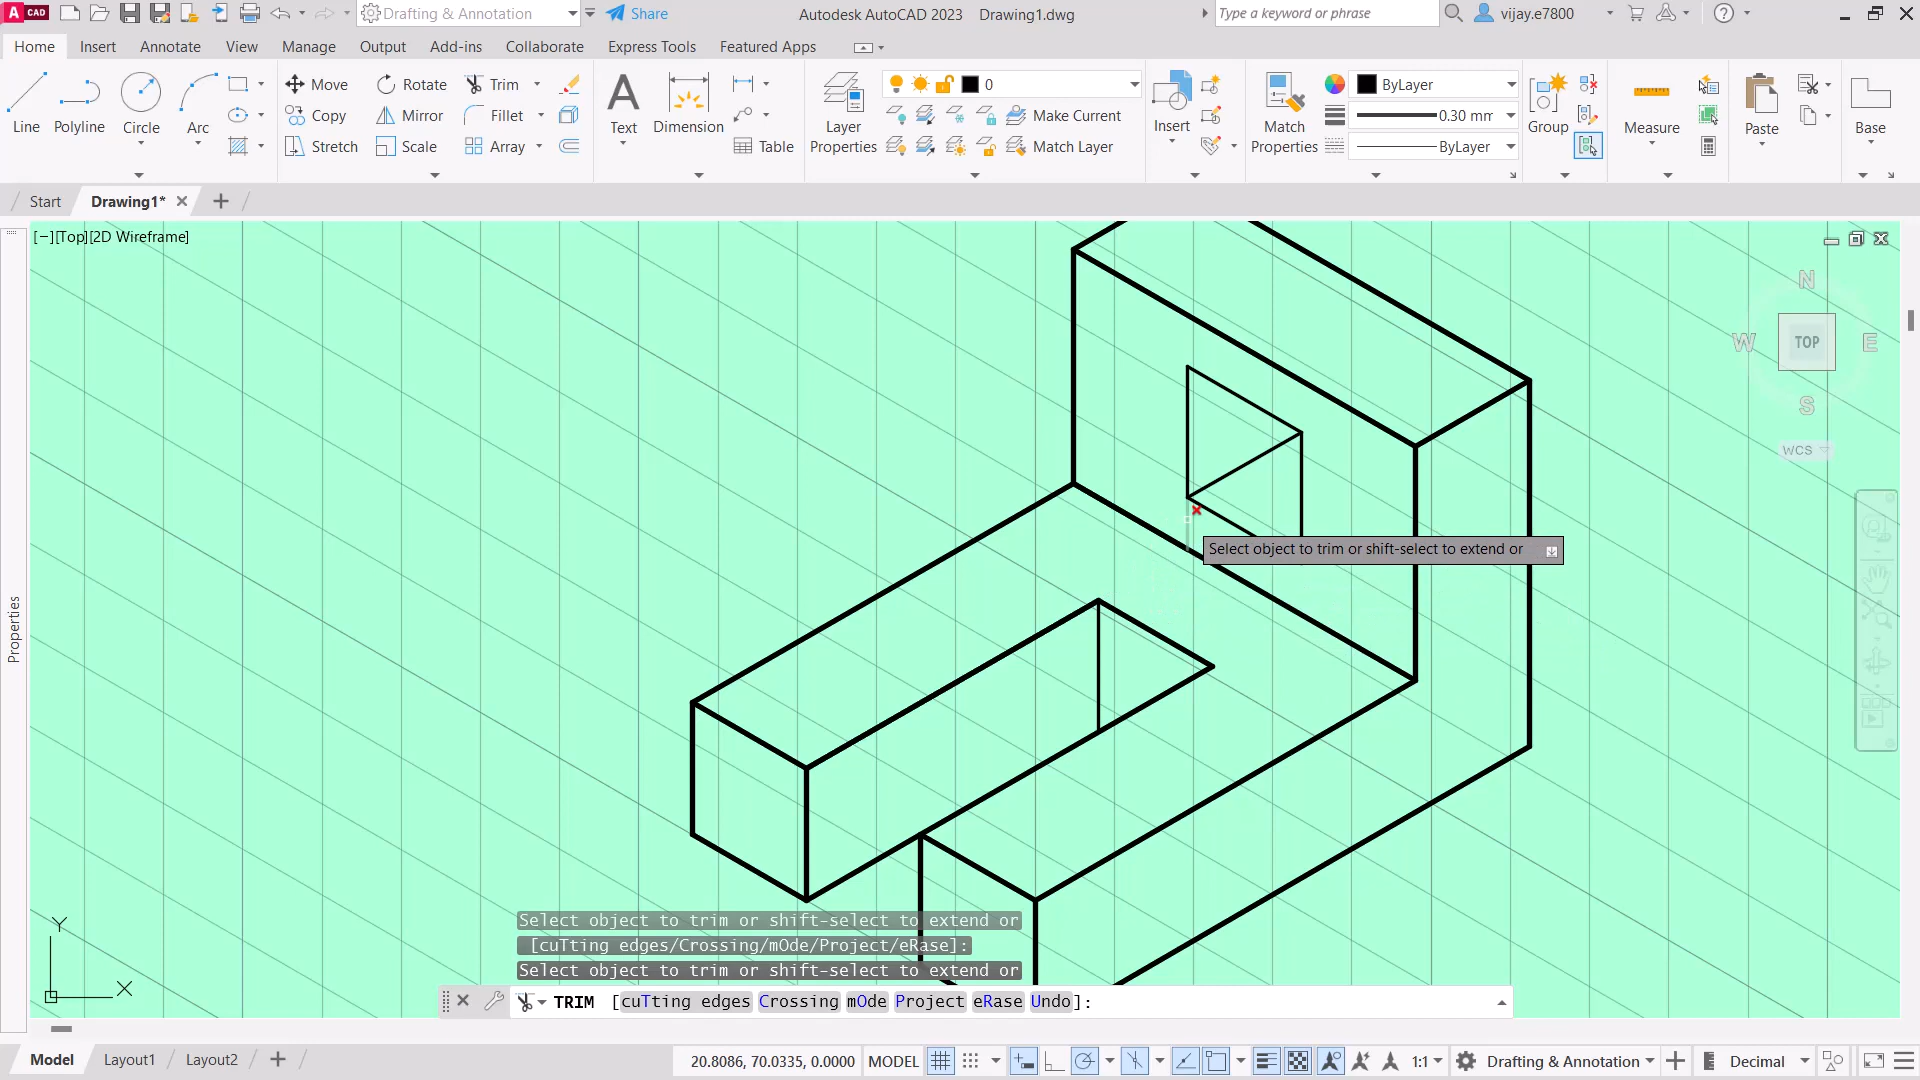 A CAD
Drafting & Annotation
Share
Autodesk AutoCAD 2023 Drawing1.dwg
Type a keyword or phrase
vijay.e7800
Home Insert Annotate View Manage Output Add-ins Collaborate Express Tools Featured Apps
Line Polyline Circle Arc
Move Rotate Trim
Copy Mirror Fillet
Stretch Scale Array
Text Dimension Table
Layer Properties
0
Make Current
Match Layer
Insert
Match Properties
ByLayer
0.30 mm
ByLayer
Group
Measure
Paste
Base
Start Drawing1*
[−][Top][2D Wireframe]
N
W TOP E
S
WCS
Properties
Select object to trim or shift-select to extend or
Y
X
Select object to trim or shift-select to extend or
[cuTting edges/Crossing/mOde/Project/eRase]:
Select object to trim or shift-select to extend or
TRIM [cuTting edges Crossing mOde Project eRase Undo]:
Model Layout1 Layout2
20.8086, 70.0335, 0.0000 MODEL
1:1
Drafting & Annotation
Decimal